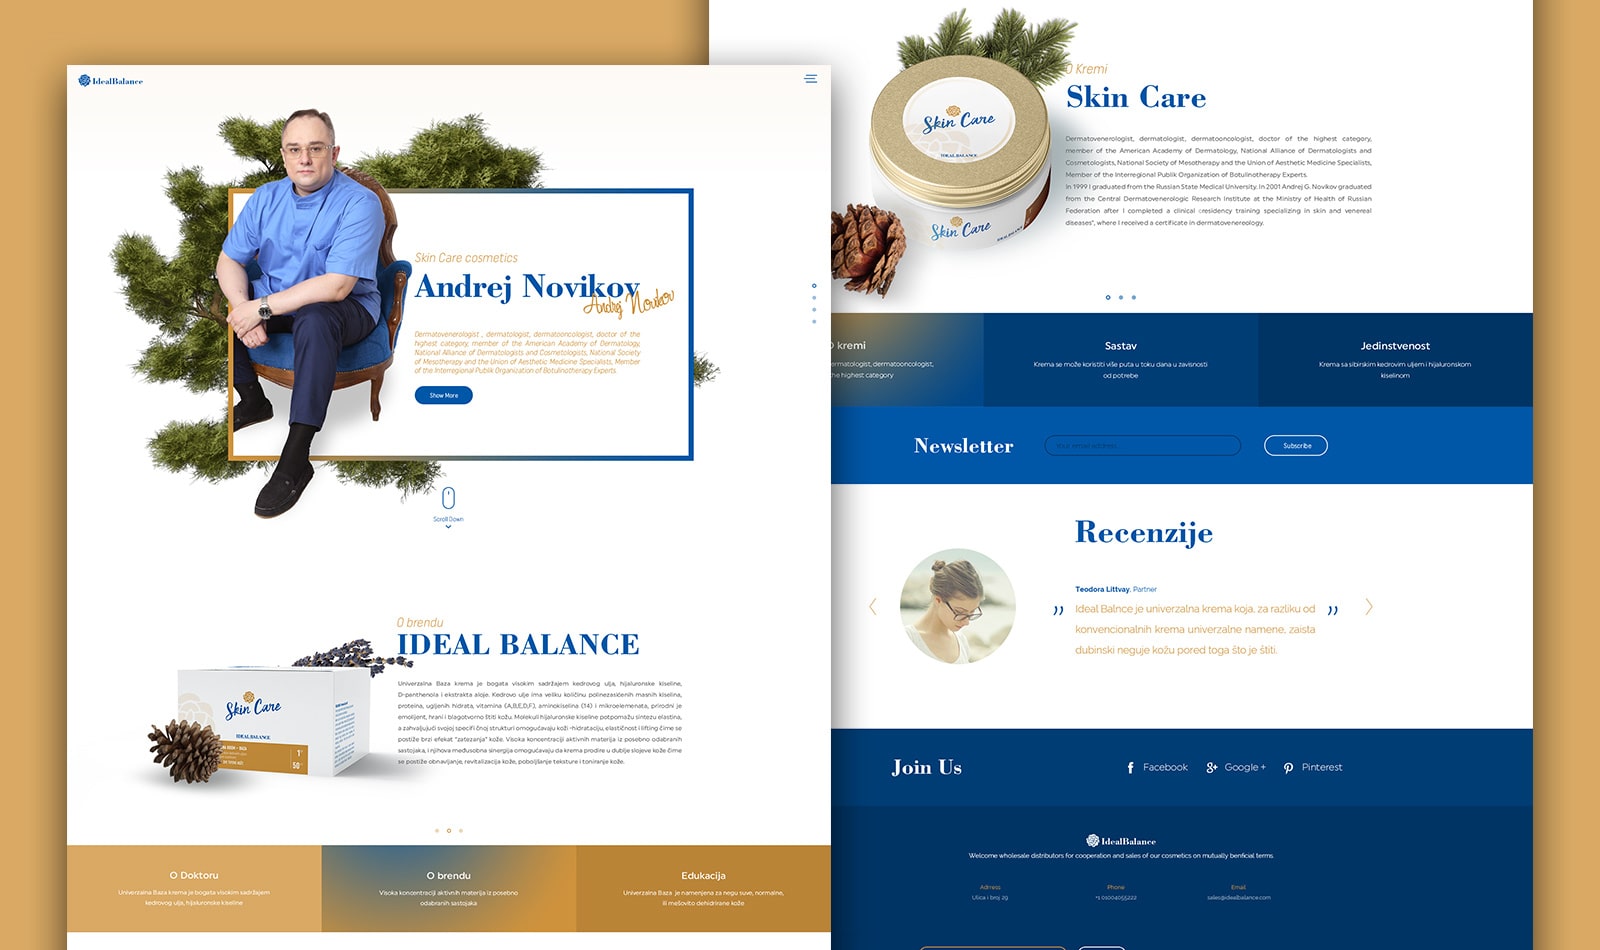 IdealBalance
Skin Care cosmetics
Andrej Novikov
Andrej Novikov
Dermatovenerologist , dermatologist, dermatooncologist, doctor of the
highest category, member of the American Academy of Dermatology,
National Alliance of Dermatologists and Cosmetologists, National Society
of Mesotherapy and the Union of Aesthetic Medicine Specialists, Member
of the Interregional Publik Organization of Botulinotherapy Experts.
Show More
Scroll Down
O brendu
IDEAL BALANCE
Univerzalna Baza krema je bogata visokim sadržajem kedrovog ulja, hijaluronske kiseline,
D-panthenola i ekstrakta aloje. Kedrovo ulje ima veliku količinu polinezasićenih masnih kiselina,
proteina, ugljenih hidrata, vitamina (A,B,E,D,F), aminokiselina (14) i mikroelemenata, prirodni je
emolijent, hrani i blagotvorno štiti kožu. Molekuli hijaluronske kiseline potpomažu sintezu elastina,
a zahvaljujući svojoj specifi čnoj strukturi omogućavaju koži -hidrataciju, elastičnost i lifting čime se
postiže brzi efekat "zatezanja" kože. Visoka koncentraciji aktivnih materija iz posebno odabranih
sastojaka, i njihova međusobna sinergija omogućavaju da krema prodire u dublje slojeve kože čime
se postiže obnavljanje, revitalizacija kože, poboljšanje teksture i toniranje kože.
Skin Care
IDEAL BALANCE
O Doktoru
Univerzalna Baza krema je bogata visokim sadržajem
kedrovog ulja, hijaluronske kiseline
O brendu
Visoka koncentraciji aktivnih materija iz posebno
odabranih sastojaka
Edukacija
Univerzalna Baza je namenjena za negu suve, normalne,
ili mešovito dehidrirane kože
O Kremi
Skin Care
Dermatovenerologist, dermatologist, dermatooncologist, doctor of the highest category,
member of the American Academy of Dermatology, National Alliance of Dermatologists and
Cosmetologists, National Society of Mesotherapy and the Union of Aesthetic Medicine Specialists,
Member of the Interregional Publik Organization of Botulinotherapy Experts.
In 1999 I graduated from the Russian State Medical University. In 2001 Andrej G. Novikov graduated
from the Central Dermatovenerologic Research Institute at the Ministry of Health of Russian
Federation after I completed a clinical cresidency training specializing in skin and venereal
diseases", where I received a certificate in dermatovenereology.
Skin Care
IDEAL BALANCE
Skin Care
IDEAL BALANCE
O kremi
ermatologist, dermatooncologist,
the highest category
Sastav
Krema se može koristiti više puta u toku dana u zavisnosti
od potrebe
Jedinstvenost
Krema sa sibirskim kedrovim uljem i hijaluronskom
kiselinom
Newsletter
Your e-mail address
Subscribe
Recenzije
Teodora Littvay, Partner
,, Ideal Balnce je univerzalna krema koja, za razliku od ,,
konvencionalnih krema univerzalne namene, zaista
dubinski neguje kožu pored toga što je štiti.
Join Us
Facebook
Google +
Pinterest
IdealBalance
Welcome wholesale distributors for cooperation and sales of our cosmetics on mutually benficial terms.
Adrress
Ulica i broj 29
Phone
+1 01004055222
Email
sales@idealbalance.com